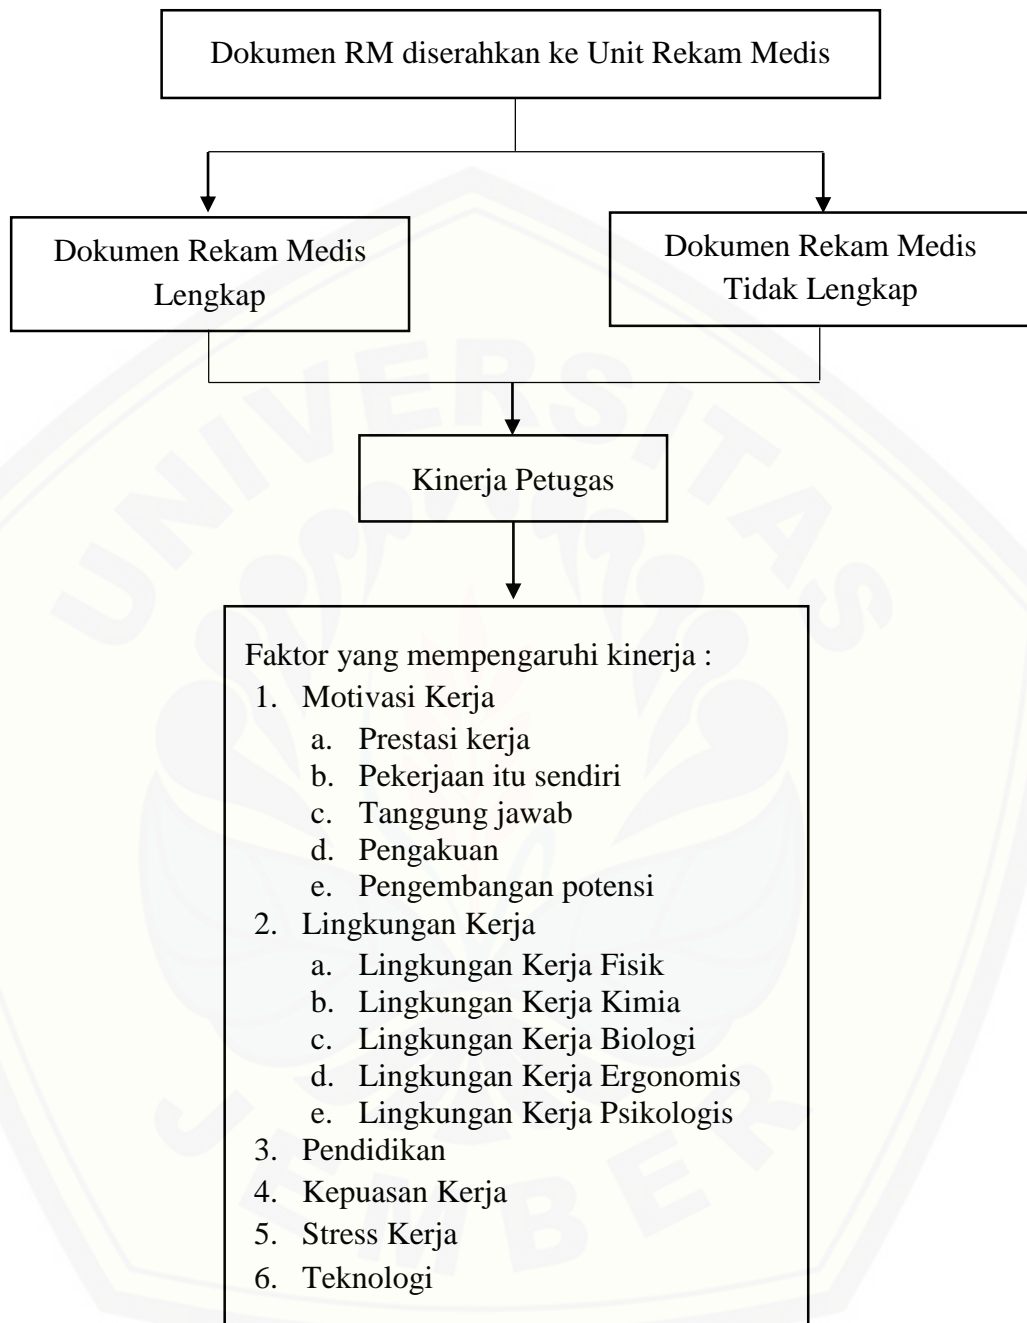 Dokumen RM diserahkan ke Unit Rekam Medis
Dokumen Rekam Medis
Lengkap
Dokumen Rekam Medis
Tidak Lengkap
Kinerja Petugas
Faktor yang mempengaruhi kinerja :
1. Motivasi Kerja
a. Prestasi kerja
b. Pekerjaan itu sendiri
c. Tanggung jawab
d. Pengakuan
e. Pengembangan potensi
2. Lingkungan Kerja
a. Lingkungan Kerja Fisik
b. Lingkungan Kerja Kimia
c. Lingkungan Kerja Biologi
d. Lingkungan Kerja Ergonomis
e. Lingkungan Kerja Psikologis
3. Pendidikan
4. Kepuasan Kerja
5. Stress Kerja
6. Teknologi
UNIVERSITAS
JEMBER